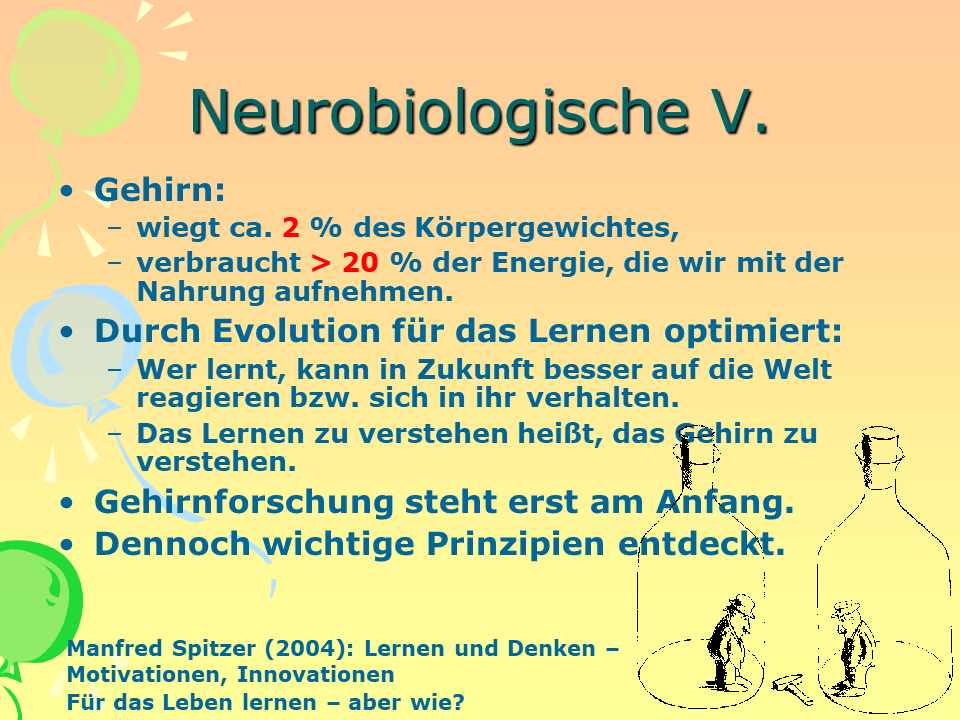 Neurobiologische V.
• Gehirn:
– wiegt ca. 2 % des Körpergewichtes,
– verbraucht > 20 % der Energie, die wir mit der
Nahrung aufnehmen.
• Durch Evolution für das Lernen optimiert:
– Wer lernt, kann in Zukunft besser auf die Welt
reagieren bzw. sich in ihr verhalten.
– Das Lernen zu verstehen heißt, das Gehirn zu
verstehen.
• Gehirnforschung steht erst am Anfang.
• Dennoch wichtige Prinzipien entdeckt.
Manfred Spitzer (2004): Lernen und Denken –
Motivationen, Innovationen
Für das Leben lernen – aber wie?